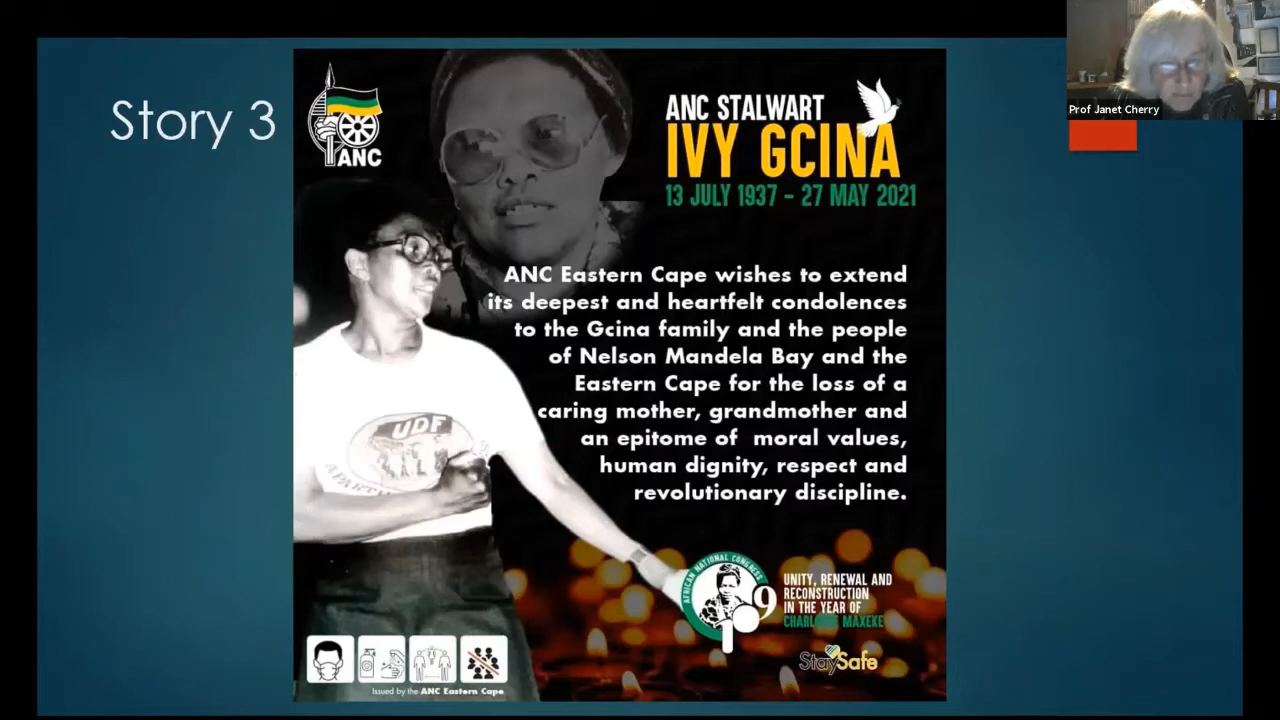 Prof Janet Cherry
Story 3
ANC
ANC STALWART
IVY GCINA
13 JULY 1937 - 27 MAY 2021
ANC Eastern Cape wishes to extend
its deepest and heartfelt condolences
to the Gcina family and the people
of Nelson Mandela Bay and the
Eastern Cape for the loss of a
caring mother, grandmother and
an epitome of moral values,
human dignity, respect and
revolutionary discipline.
UDF
AFRICAN NATIONAL CONGRESS
9
UNITY, RENEWAL AND
RECONSTRUCTION
IN THE YEAR OF
CHARLOTTE MAXEKE
StaySafe
Issued by the ANC Eastern Cape